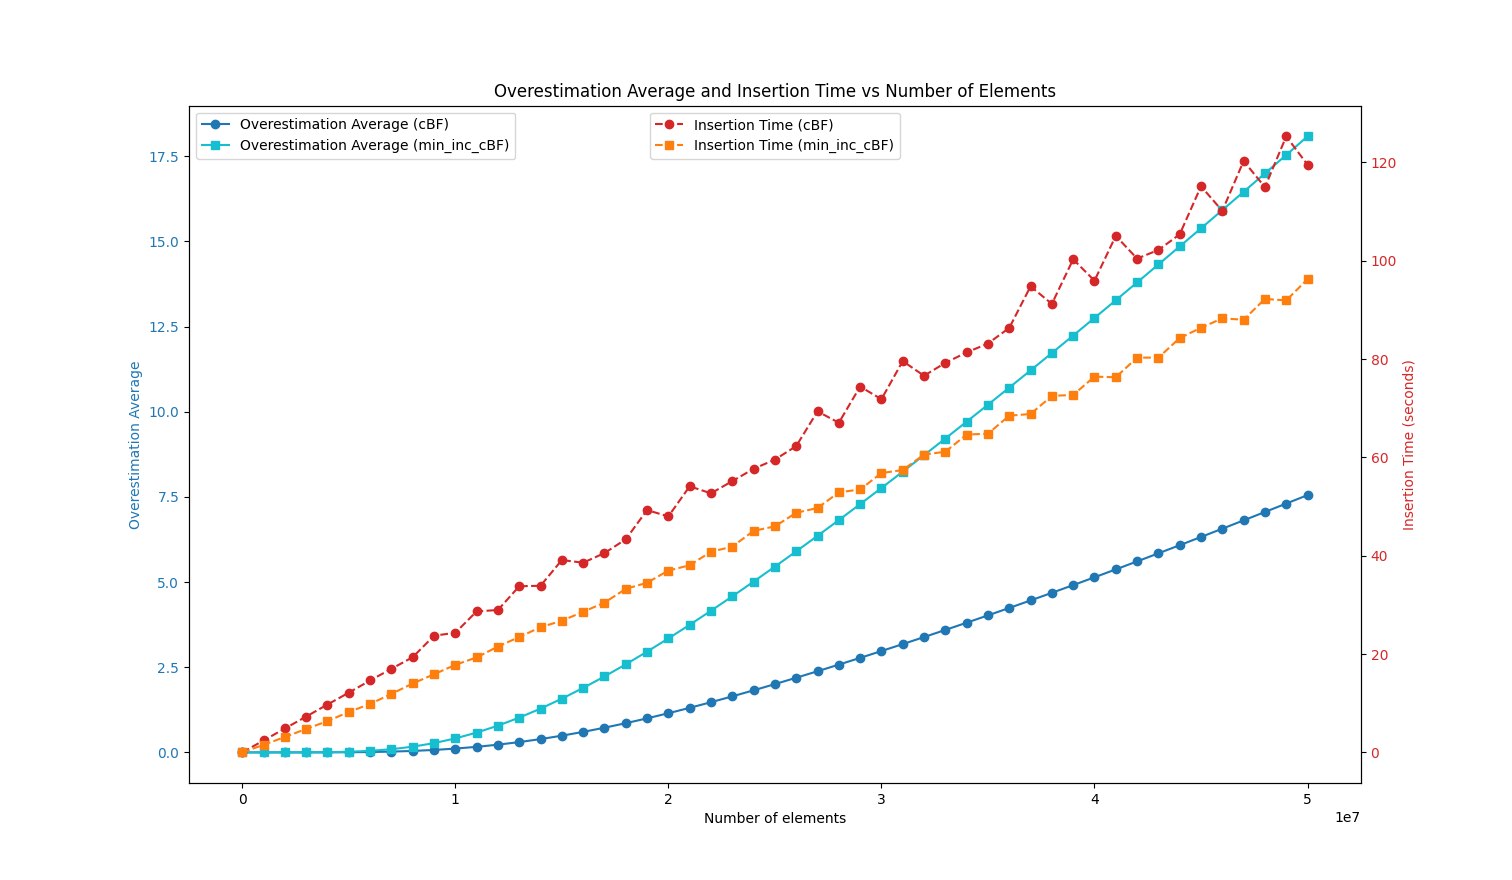 Overestimation Average and Insertion Time vs Number of Elements
Overestimation Average (cBF)
Overestimation Average (min_inc_cBF)
Insertion Time (cBF)
Insertion Time (min_inc_cBF)
Overestimation Average
17.5
15.0
12.5
10.0
7.5
5.0
2.5
0.0
120
100
80
60
40
20
0
Insertion Time (seconds)
0 1 2 3 4 5
1e7
Number of elements